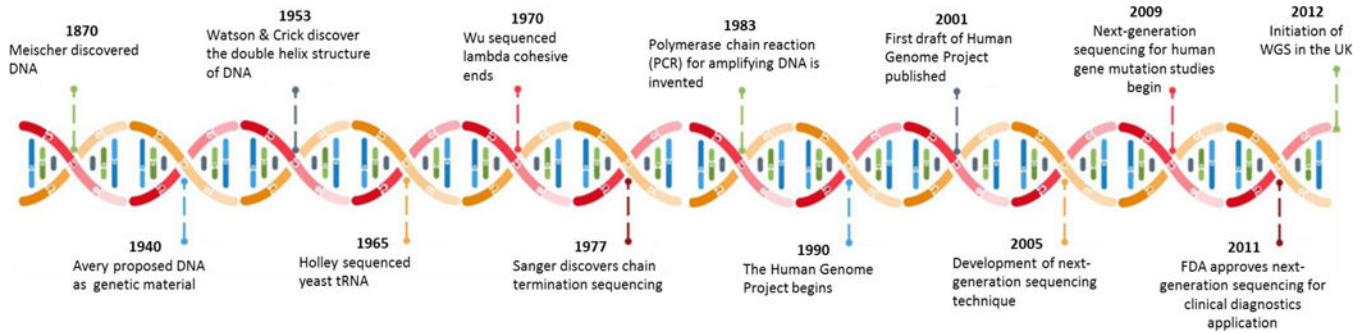 1870
Meischer discovered
DNA
1953
Watson & Crick discover
the double helix structure
of DNA
1970
Wu sequenced
lambda cohesive
ends
1983
Polymerase chain reaction
(PCR) for amplifying DNA is
invented
2001
First draft of Human
Genome Project
published
2009
Next-generation
sequencing for human
gene mutation studies
begin
2012
Initiation of
WGS in the UK
1940
Avery proposed DNA
as genetic material
1965
Holley sequenced
yeast tRNA
1977
Sanger discovers chain
termination sequencing
1990
The Human Genome
Project begins
2005
Development of next-
generation sequencing
technique
2011
FDA approves next-
generation sequencing for
clinical diagnostics
application